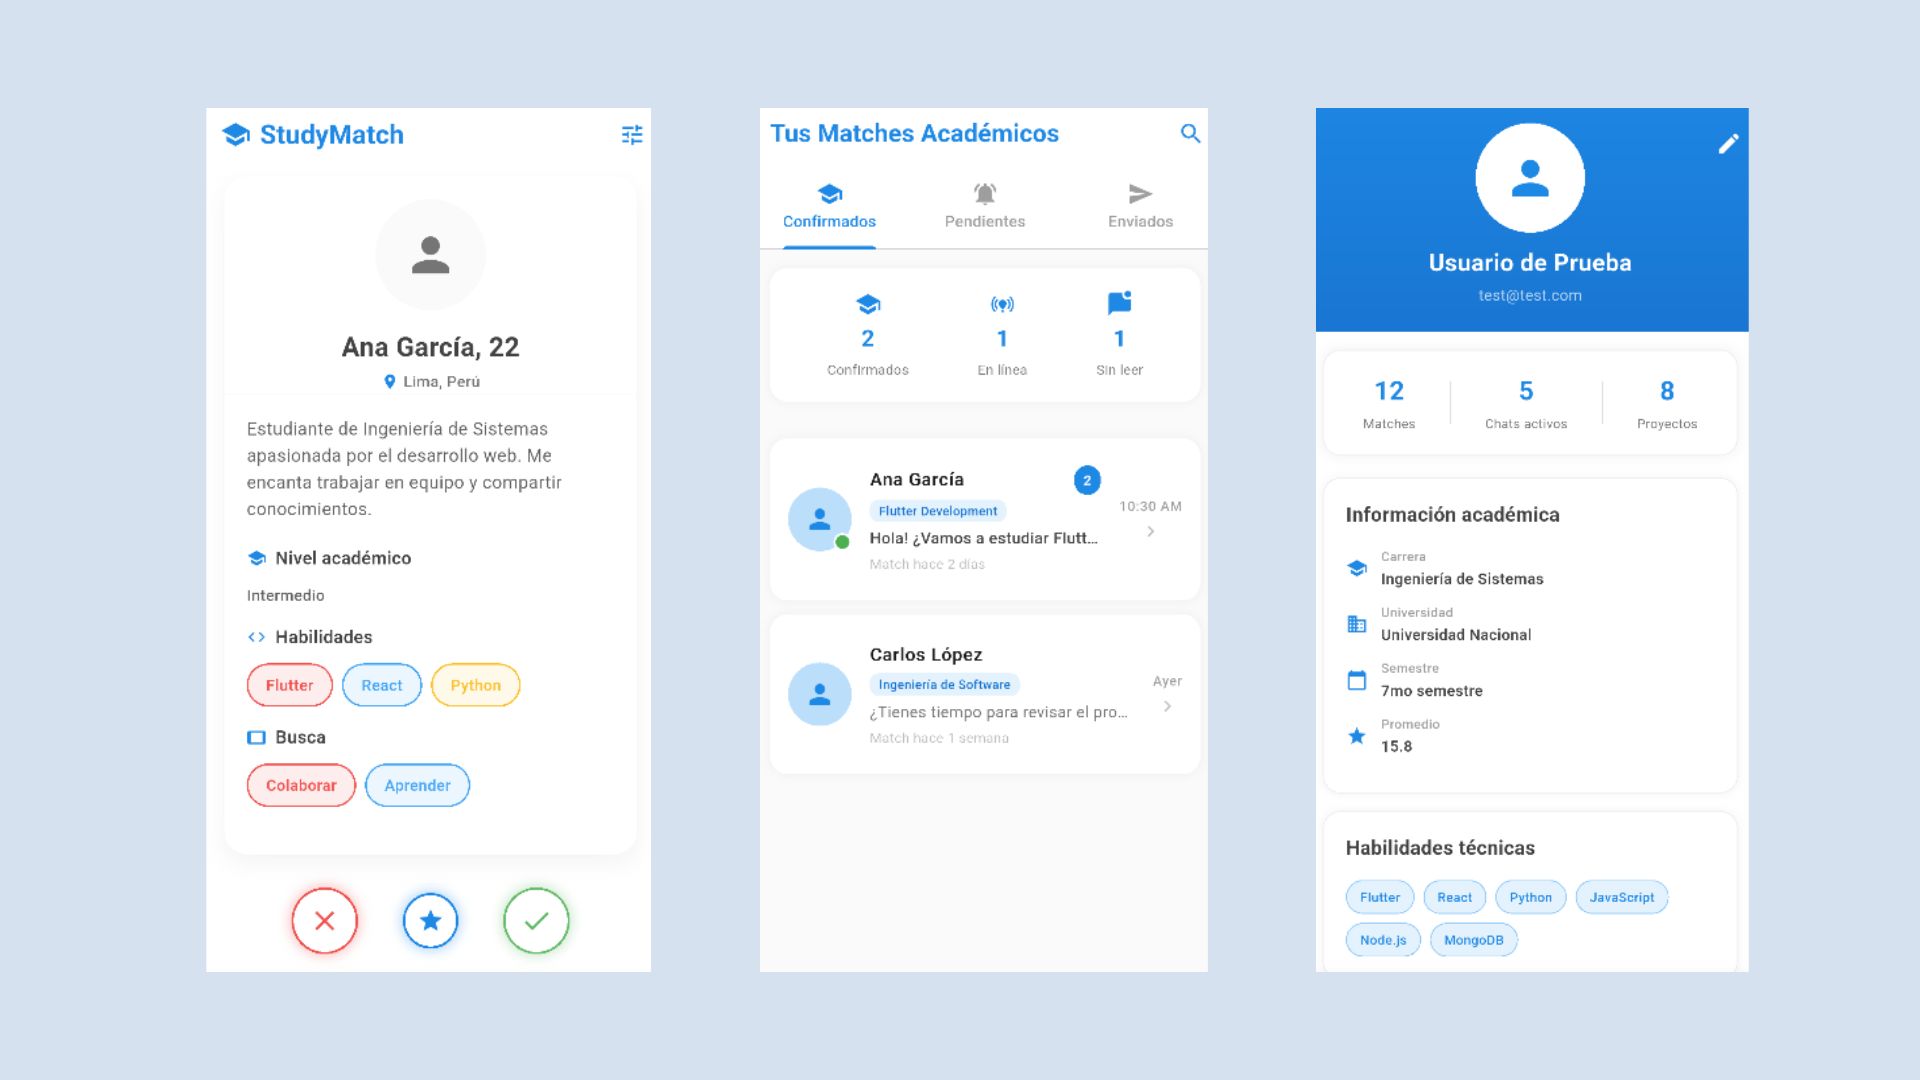 StudyMatch
Ana García, 22
Lima, Perú
Estudiante de Ingeniería de Sistemas
apasionada por el desarrollo web. Me
encanta trabajar en equipo y compartir
conocimientos.
Nivel académico
Intermedio
Habilidades
Flutter React Python
Busca
Colaborar Aprender
Tus Matches Académicos
Confirmados Pendientes Enviados
2 1 1
Confirmados En línea Sin leer
Ana García 2
Flutter Development 10:30 AM
Hola! ¿Vamos a estudiar Flutt...
Match hace 2 días
Carlos López
Ingeniería de Software Ayer
¿Tienes tiempo para revisar el pro...
Match hace 1 semana
Usuario de Prueba
test@test.com
12 5 8
Matches Chats activos Proyectos
Información académica
Carrera
Ingeniería de Sistemas
Universidad
Universidad Nacional
Semestre
7mo semestre
Promedio
15.8
Habilidades técnicas
Flutter React Python JavaScript
Node.js MongoDB